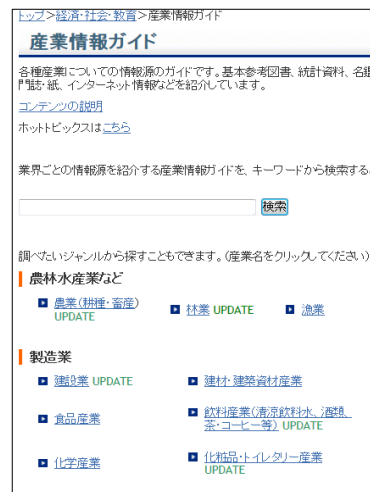 トップ>経済・社会・教育>産業情報ガイド
産業情報ガイド
各種産業についての情報源のガイドです。基本参考図書、統計資料、名鑑
門誌・紙、インターネット情報などを紹介しています。
コンテンツの説明
ホットトピックスはこちら
業界ごとの情報源を紹介する産業情報ガイドを、キーワードから検索する
検索
調べたいジャンルから探すこともできます。(産業名をクリックしてください)
農林水産業など
農業(耕種・畜産) UPDATE
林業 UPDATE
漁業
製造業
建設業 UPDATE
建材・建築資材産業
食品産業
飲料産業(清涼飲料水、酒類、
茶・コーヒー等) UPDATE
化学産業
化粧品・トイレタリー産業
UPDATE